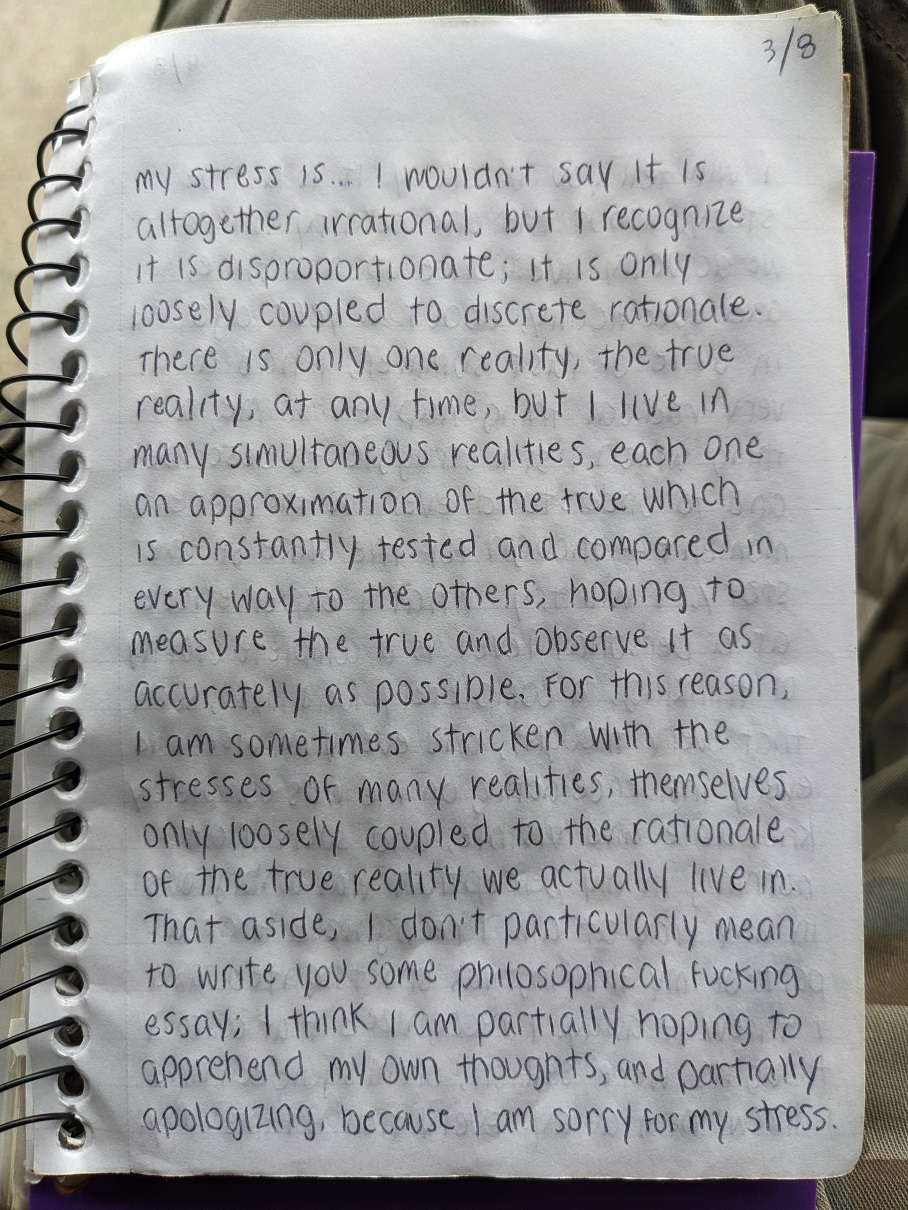 3/8
my stress is... I wouldn't say it is
altogether irrational, but I recognize
it is disproportionate; it is only
loosely coupled to discrete rationale.
There is only one reality, the true
reality, at any time, but I live in
many simultaneous realities, each one
an approximation of the true which
is constantly tested and compared in
every way to the others, hoping to
measure the true and observe it as
accurately as possible. For this reason,
I am sometimes stricken with the
stresses of many realities, themselves
only loosely coupled to the rationale
of the true reality we actually live in.
That aside, I don't particularly mean
to write you some philosophical fucking
essay; I think I am partially hoping to
apprehend my own thoughts, and partially
apologizing, because I am sorry for my stress.